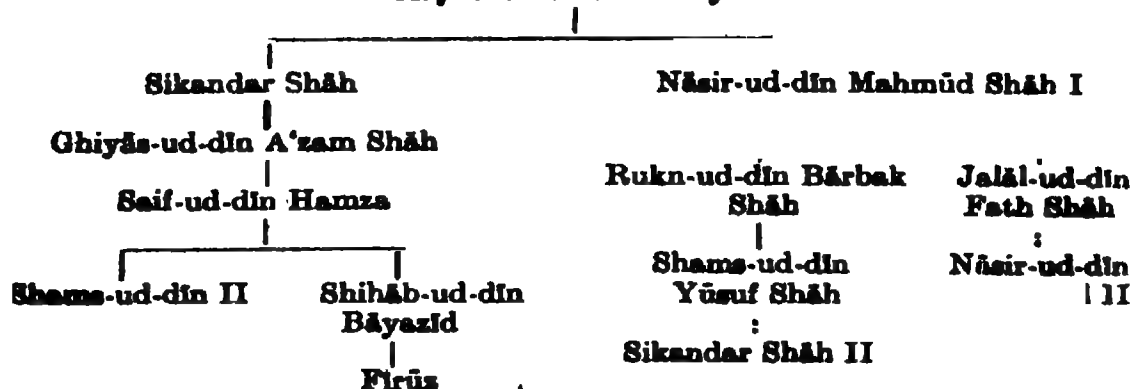 Sikandar Shāh
Nāsir-ud-dīn Mahmūd Shāh I
Ghiyās-ud-dīn A‘zam Shāh
Saif-ud-dīn Hamza
Rukn-ud-dīn Bārbak
Shāh
Jalāl-ud-dīn
Fath Shāh
Shams-ud-dīn II
Shihāb-ud-dīn
Bāyazīd
Shams-ud-dīn
Yūsuf Shāh
Nāsir-ud-dīn
II
Sikandar Shāh II
Fīrūz